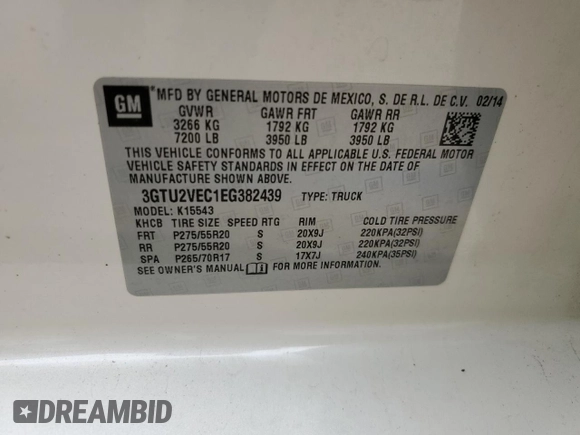 GM
MFD BY GENERAL MOTORS DE MEXICO, S. DE R.L. DE C.V. 02/14
GVWR GAWR FRT GAWR RR
3266 KG 1792 KG 1792 KG
7200 LB 3950 LB 3950 LB
THIS VEHICLE CONFORMS TO ALL APPLICABLE U.S. FEDERAL MOTOR
VEHICLE SAFETY STANDARDS IN EFFECT ON THE DATE OF
MANUFACTURE SHOWN ABOVE.
3GTU2VEC1EG382439 TYPE: TRUCK
MODEL: K15543
KHCB TIRE SIZE SPEED RTG RIM COLD TIRE PRESSURE
FRT P275/55R20 S 20X9J 220KPA(32PSI)
RR P275/55R20 S 20X9J 220KPA(32PSI)
SPA P265/70R17 S 17X7J 240KPA(35PSI)
SEE OWNER'S MANUAL FOR MORE INFORMATION.
DREAMBID